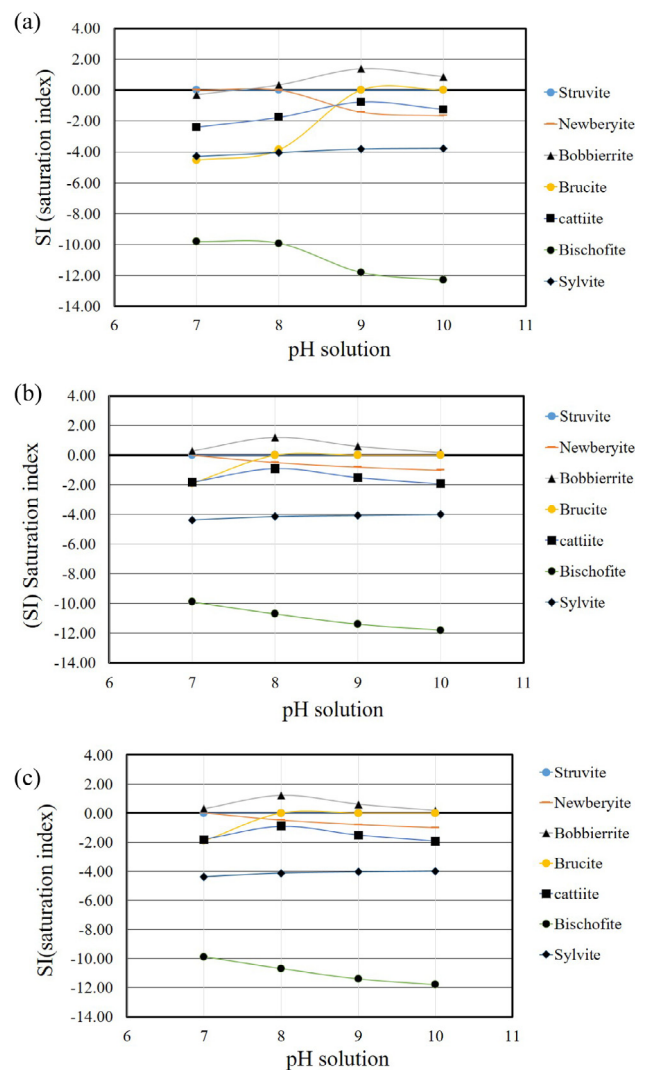 (a)
4.00
2.00
0.00
-2.00
-4.00
-6.00
-8.00
-10.00
-12.00
-14.00
SI (saturation index)
6 7 8 9 10 11
pH solution
Struvite
Newberyite
Bobbierrite
Brucite
cattiite
Bischofite
Sylvite
(b)
4.00
2.00
0.00
-2.00
-4.00
-6.00
-8.00
-10.00
-12.00
-14.00
(SI) Saturation index
6 7 8 9 10 11
pH solution
Struvite
Newberyite
Bobbierrite
Brucite
cattiite
Bischofite
Sylvite
(c)
4.00
2.00
0.00
-2.00
-4.00
-6.00
-8.00
-10.00
-12.00
-14.00
SI(saturation index)
6 7 8 9 10 11
pH solution
Struvite
Newberyite
Bobbierrite
Brucite
cattiite
Bischofite
Sylvite